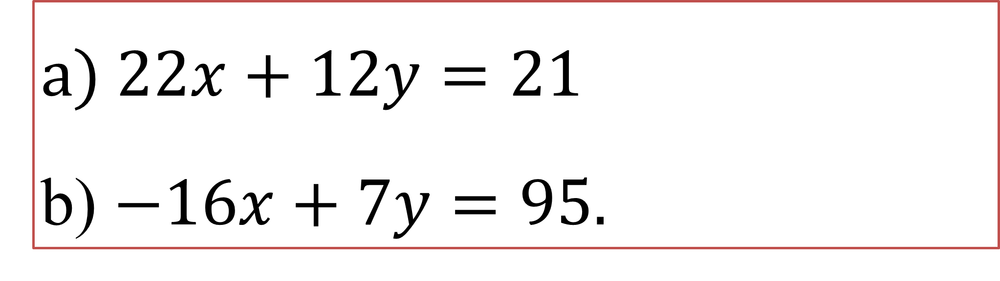 a) 22x + 12y = 21
b) −16x + 7y = 95.